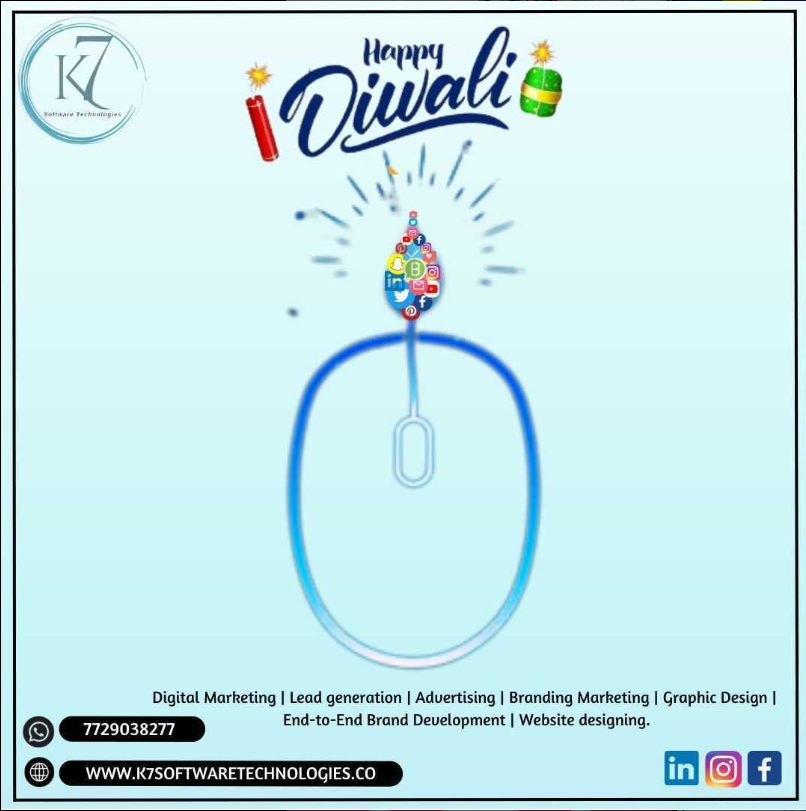 K7
Software Technologies
Happy
Diwali
Digital Marketing | Lead generation | Advertising | Branding Marketing | Graphic Design |
End-to-End Brand Development | Website designing.
7729038277
WWW.K7SOFTWARETECHNOLOGIES.CO